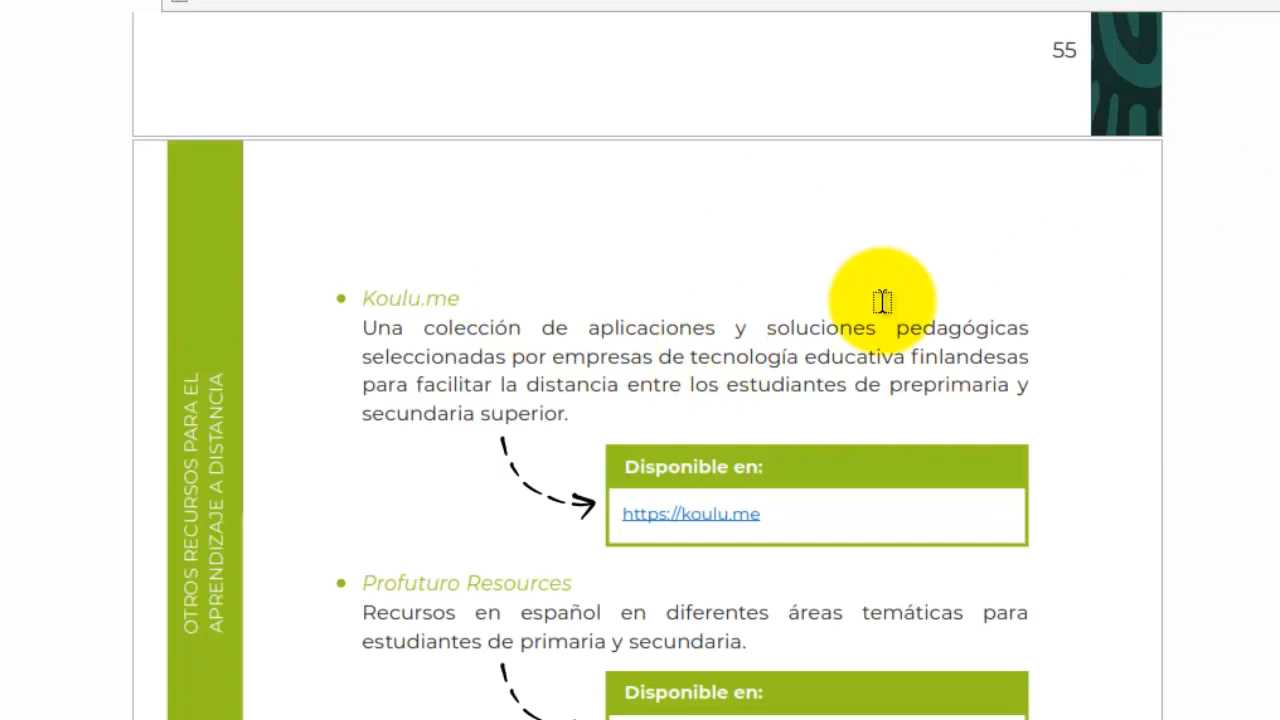 55
OTROS RECURSOS PARA EL
APRENDIZAJE A DISTANCIA
Koulu.me
Una colección de aplicaciones y soluciones pedagógicas
seleccionadas por empresas de tecnología educativa finlandesas
para facilitar la distancia entre los estudiantes de preprimaria y
secundaria superior.
Disponible en:
https://koulu.me
Profuturo Resources
Recursos en español en diferentes áreas temáticas para
estudiantes de primaria y secundaria.
Disponible en: